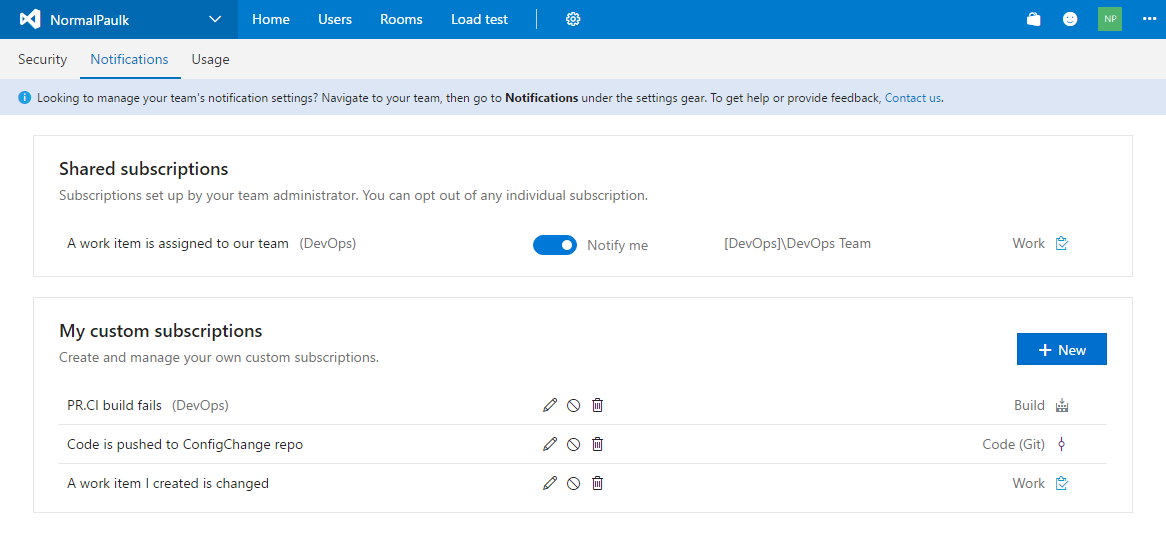 NormalPaulk Home Users Rooms Load test NP
Security Notifications Usage
Looking to manage your team's notification settings? Navigate to your team, then go to Notifications under the settings gear. To get help or provide feedback, Contact us.
Shared subscriptions
Subscriptions set up by your team administrator. You can opt out of any individual subscription.
A work item is assigned to our team (DevOps) Notify me [DevOps]\DevOps Team Work
My custom subscriptions
Create and manage your own custom subscriptions.
+ New
PR.CI build fails (DevOps) Build
Code is pushed to ConfigChange repo Code (Git)
A work item I created is changed Work